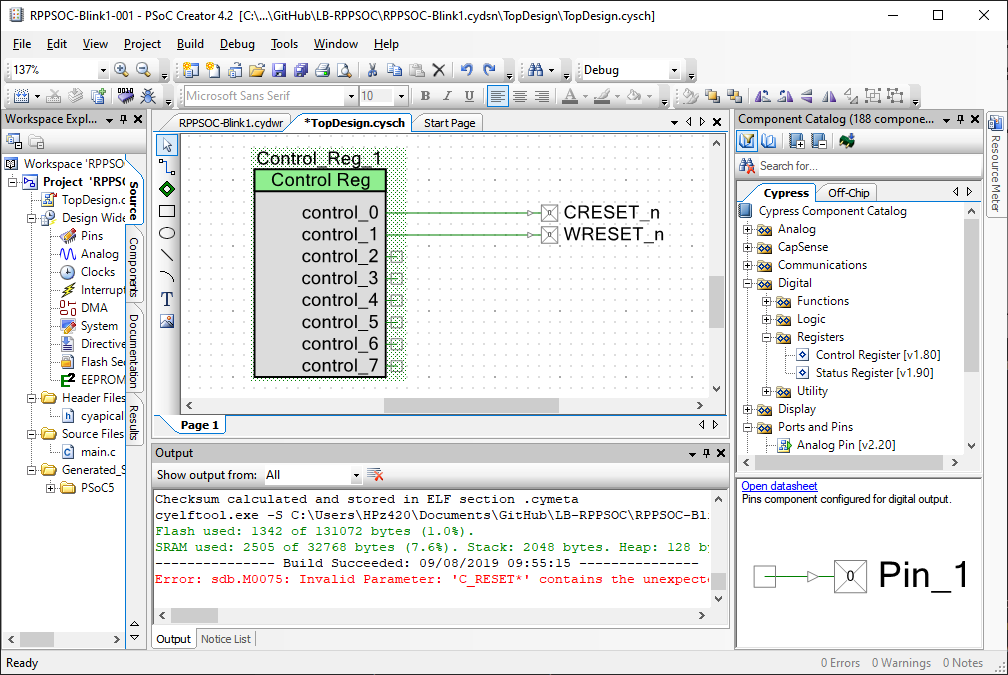 RPPSOC-Blink1-001 - PSoC Creator 4.2 [C:\...\GitHub\LB-RPPSOC\RPPSOC-Blink1.cydsn\TopDesign\TopDesign.cysch]
File Edit View Project Build Debug Tools Window Help
137% Debug
Microsoft Sans Serif 10 B I U A
Workspace Expl...
Workspace 'RPPSO
Project 'RPPS
TopDesign.c
Design Wide
Pins
Analog
Clocks
Interrupt
DMA
System
Directive
Flash Sec
EEPROM
Header Files
cyapical
Source Files
main.c
Generated_S
PSoC5
Source
Components
Documentation
Results
RPPSOC-Blink1.cydwr *TopDesign.cysch Start Page
Control_Reg_1
Control Reg
control_0 CRESET_n
control_1 WRESET_n
control_2
control_3
control_4
control_5
control_6
control_7
T
Page 1
Output
Show output from: All
Checksum calculated and stored in ELF section .cymeta
cyelftool.exe -S C:\Users\HPz420\Documents\GitHub\LB-RPPSOC\RPPSOC-Bli
Flash used: 1342 of 131072 bytes (1.0%).
SRAM used: 2505 of 32768 bytes (7.6%). Stack: 2048 bytes. Heap: 128 by
--------------- Build Succeeded: 09/08/2019 09:55:15 ---------------
Error: sdb.M0075: Invalid Parameter: 'C_RESET*' contains the unexpecte
Output Notice List
Component Catalog (188 compone...
Search for...
Cypress Off-Chip
Cypress Component Catalog
Analog
CapSense
Communications
Digital
Functions
Logic
Registers
Control Register [v1.80]
Status Register [v1.90]
Utility
Display
Ports and Pins
Analog Pin [v2.20]
Open datasheet
Pins component configured for digital output.
0 Pin_1
Resource Meter
Ready 0 Errors 0 Warnings 0 Notes